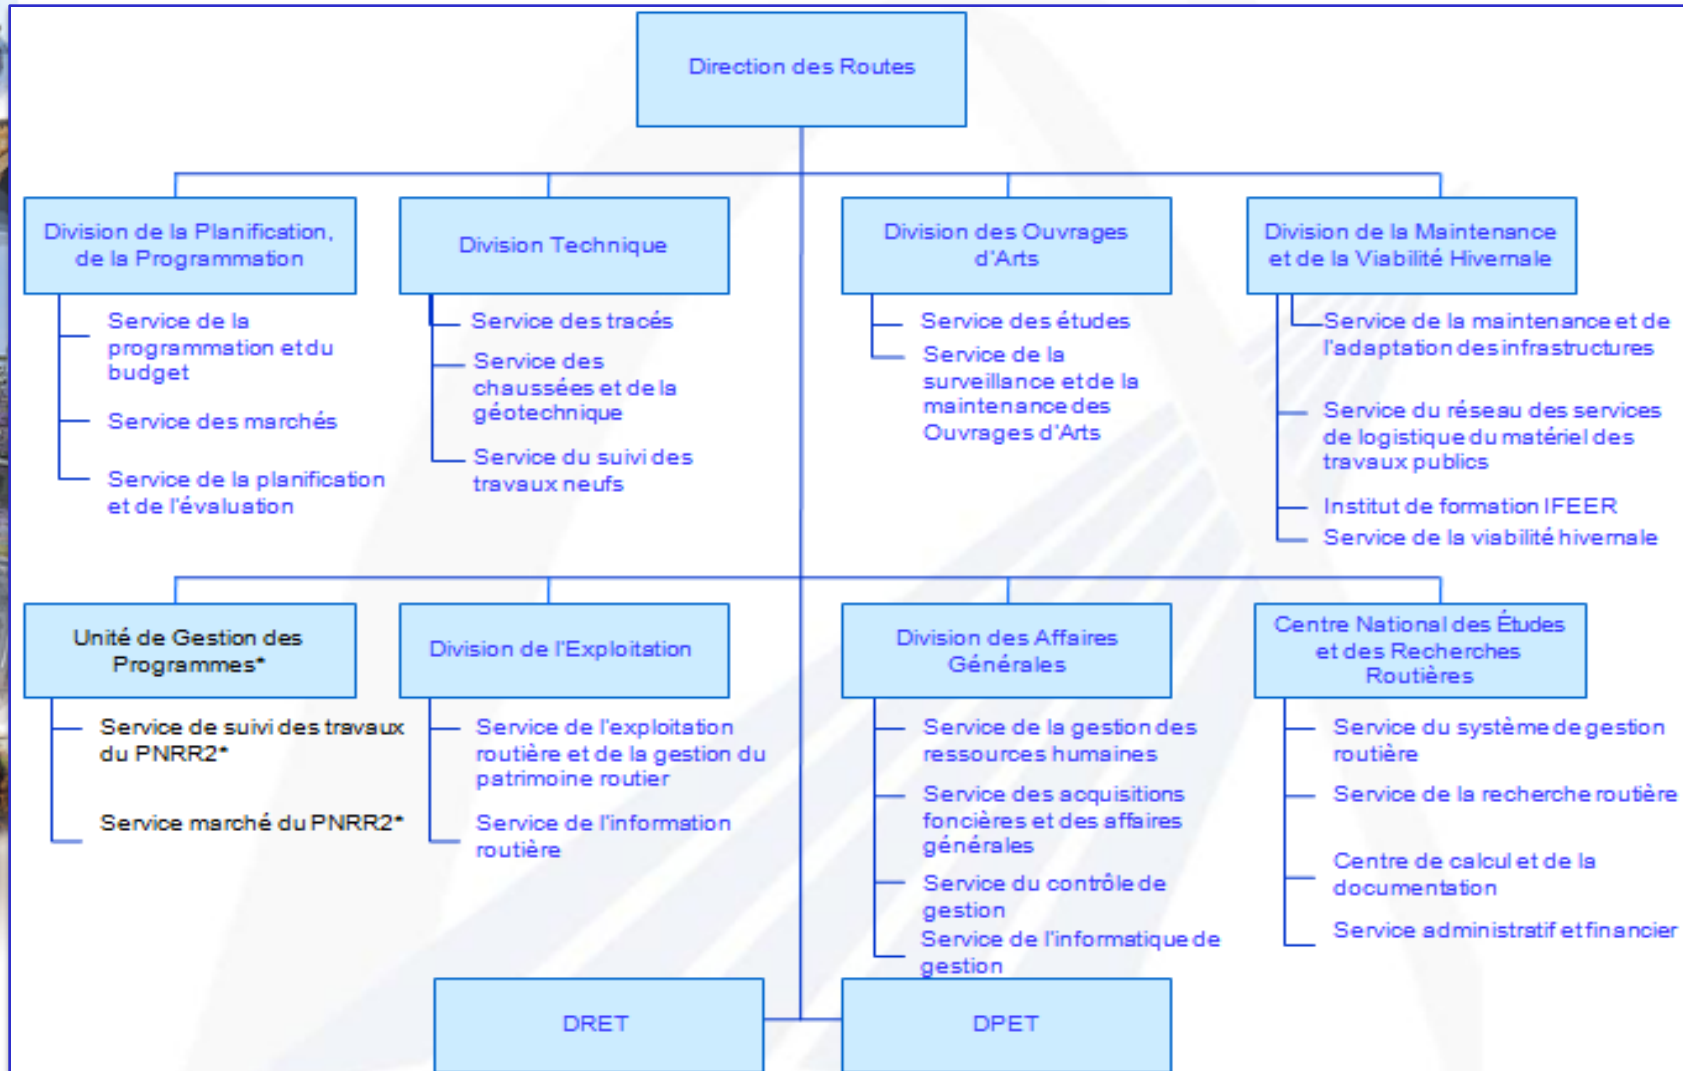 Direction des Routes
Division de la Planification,
de la Programmation
Service de la
programmation et du
budget
Service des marchés
Service de la planification
et de l'évaluation
Division Technique
Service des tracés
Service des
chaussées et de la
géotechnique
Service du suivi des
travaux neufs
Division des Ouvrages
d'Arts
Service des études
Service de la
surveillance et de la
maintenance des
Ouvrages d'Arts
Division de la Maintenance
et de la Viabilité Hivernale
Service de la maintenance et de
l'adaptation des infrastructures
Service du réseau des services
de logistique du matériel des
travaux publics
Institut de formation IFEER
Service de la viabilité hivernale
Unité de Gestion des
Programmes*
Service de suivi des travaux
du PNRR2*
Service marché du PNRR2*
Division de l'Exploitation
Service de l'exploitation
routière et de la gestion du
patrimoine routier
Service de l'information
routière
Division des Affaires
Générales
Service de la gestion des
ressources humaines
Service des acquisitions
foncières et des affaires
générales
Service du contrôle de
gestion
Service de l'informatique de
gestion
Centre National des Études
et des Recherches
Routières
Service du système de gestion
routière
Service de la recherche routière
Centre de calcul et de la
documentation
Service administratif et financier
DRET
DPET